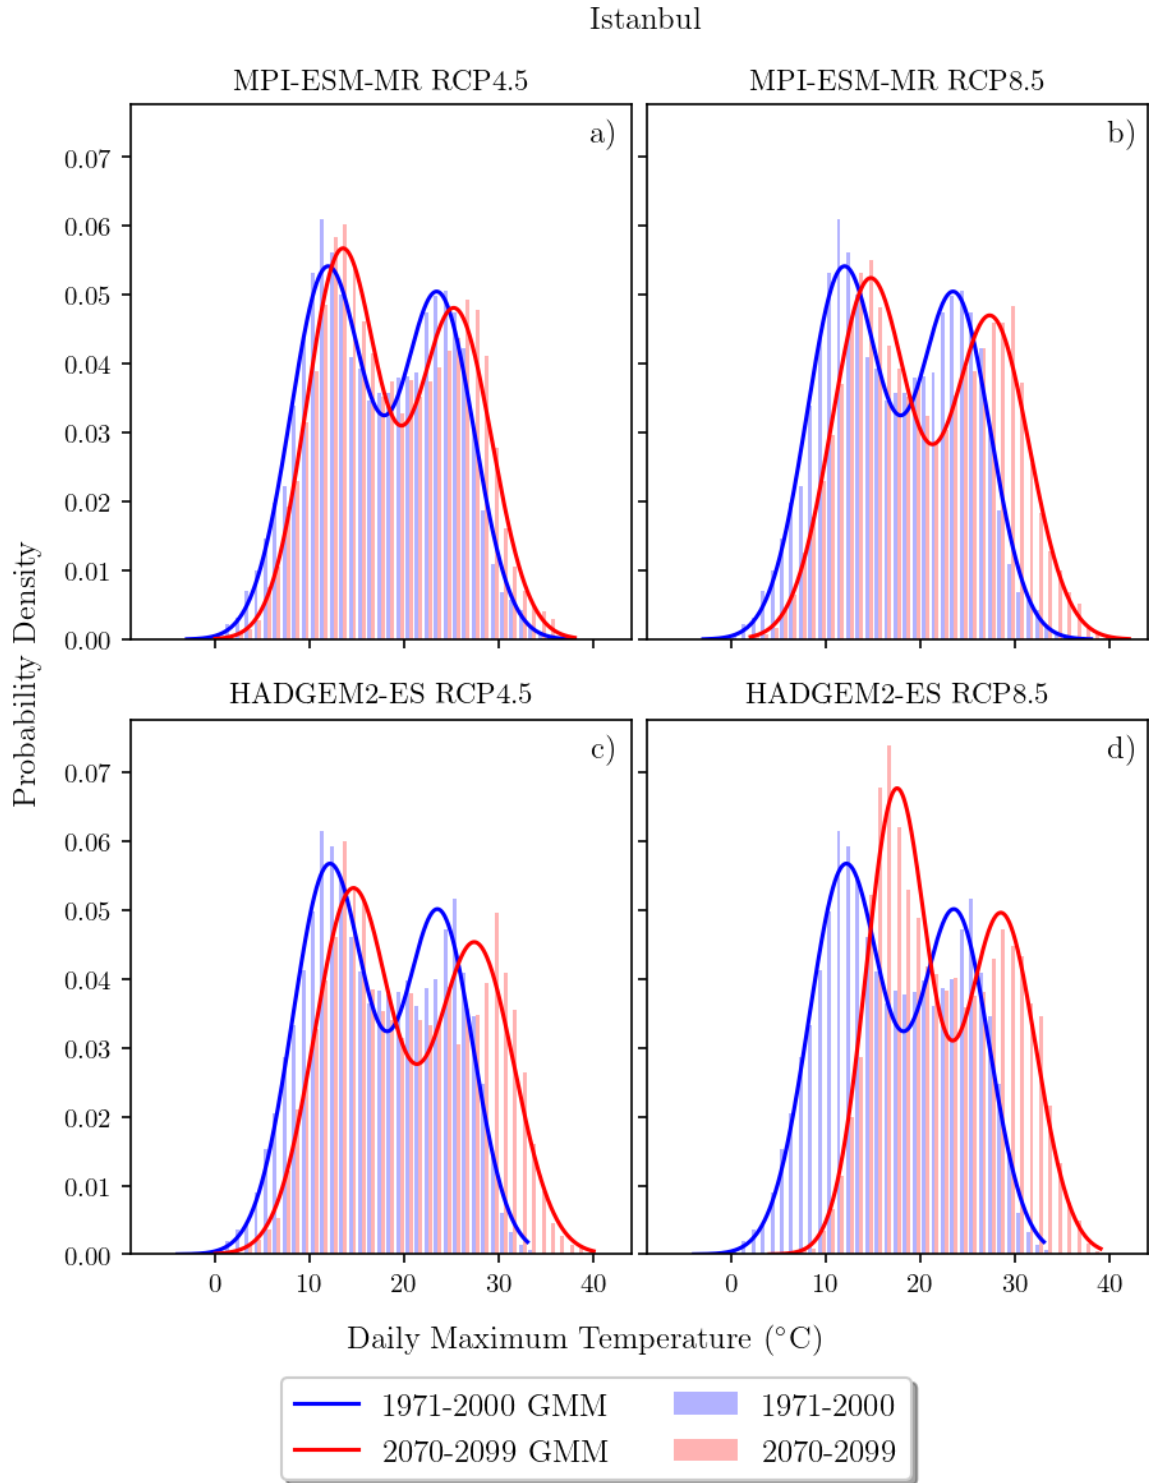 Istanbul
MPI-ESM-MR RCP4.5
MPI-ESM-MR RCP8.5
a)
b)
0.07
0.06
0.05
0.04
0.03
0.02
0.01
0.00
HADGEM2-ES RCP4.5
HADGEM2-ES RCP8.5
c)
d)
0.07
0.06
0.05
0.04
0.03
0.02
0.01
0.00
0 10 20 30 40
0 10 20 30 40
Probability Density
Daily Maximum Temperature (°C)
1971-2000 GMM
1971-2000
2070-2099 GMM
2070-2099